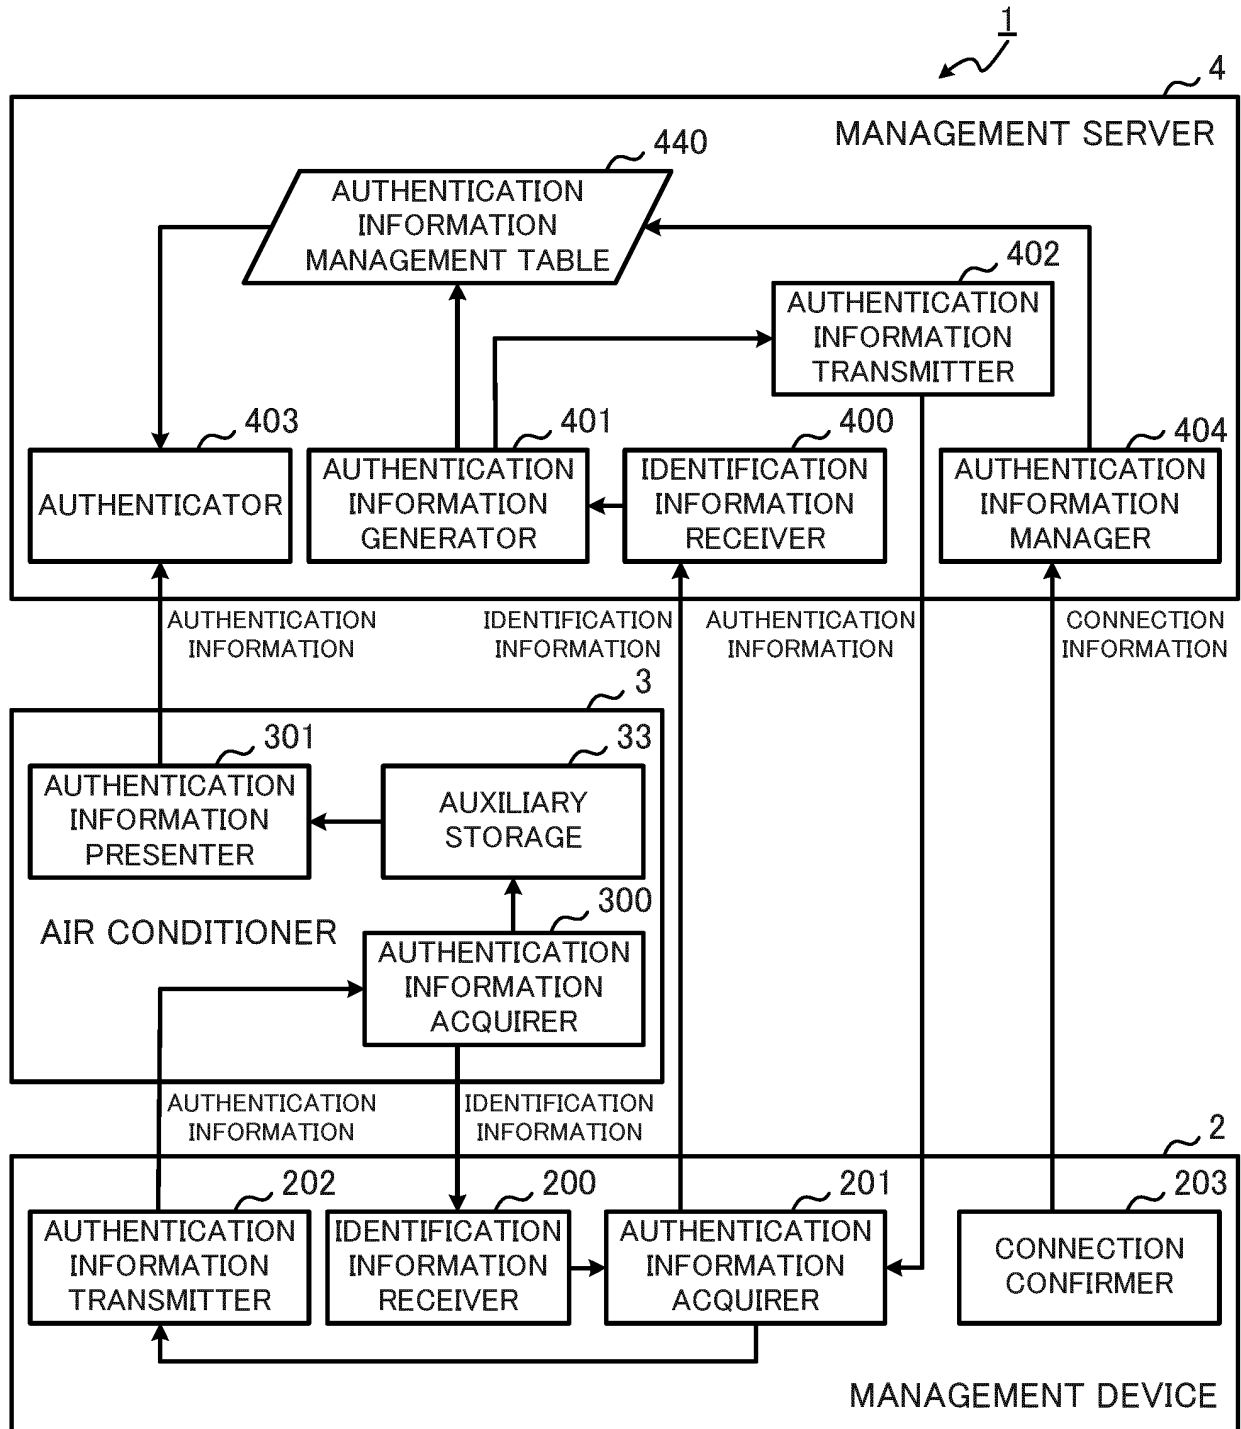 1
4
MANAGEMENT SERVER
440
AUTHENTICATION
INFORMATION
MANAGEMENT TABLE
402
AUTHENTICATION
INFORMATION
TRANSMITTER
403
AUTHENTICATOR
401
AUTHENTICATION
INFORMATION
GENERATOR
400
IDENTIFICATION
INFORMATION
RECEIVER
404
AUTHENTICATION
INFORMATION
MANAGER
AUTHENTICATION
INFORMATION
IDENTIFICATION
INFORMATION
AUTHENTICATION
INFORMATION
CONNECTION
INFORMATION
3
301
AUTHENTICATION
INFORMATION
PRESENTER
33
AUXILIARY
STORAGE
AIR CONDITIONER
300
AUTHENTICATION
INFORMATION
ACQUIRER
AUTHENTICATION
INFORMATION
IDENTIFICATION
INFORMATION
2
202
AUTHENTICATION
INFORMATION
TRANSMITTER
200
IDENTIFICATION
INFORMATION
RECEIVER
201
AUTHENTICATION
INFORMATION
ACQUIRER
203
CONNECTION
CONFIRMER
MANAGEMENT DEVICE